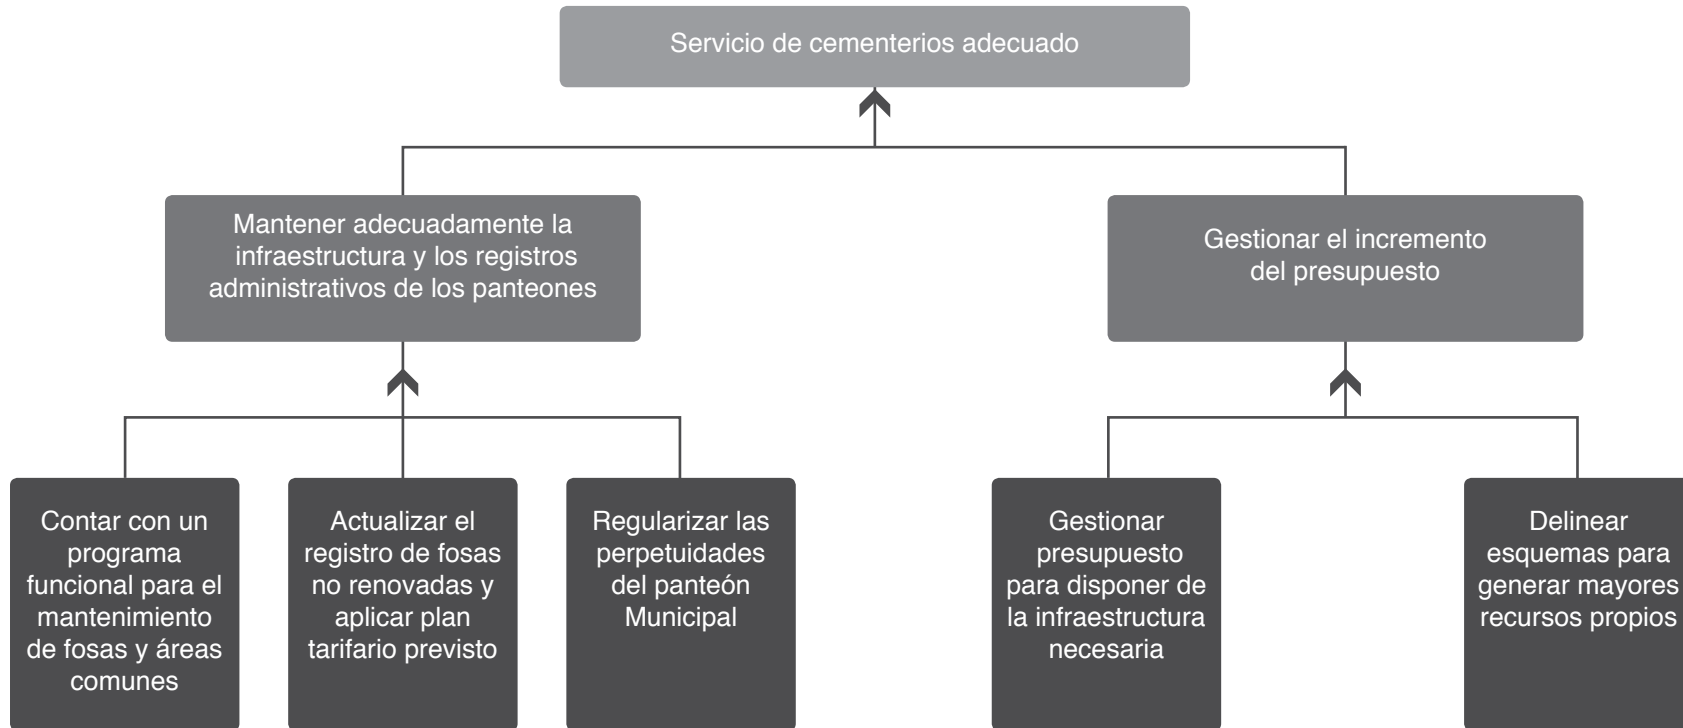 Servicio de cementerios adecuado
Mantener adecuadamente la
infraestructura y los registros
administrativos de los panteones
Gestionar el incremento
del presupuesto
Contar con un
programa
funcional para el
mantenimiento
de fosas y áreas
comunes
Actualizar el
registro de fosas
no renovadas y
aplicar plan
tarifario previsto
Regularizar las
perpetuidades
del panteón
Municipal
Gestionar
presupuesto
para disponer de
la infraestructura
necesaria
Delinear
esquemas para
generar mayores
recursos propios